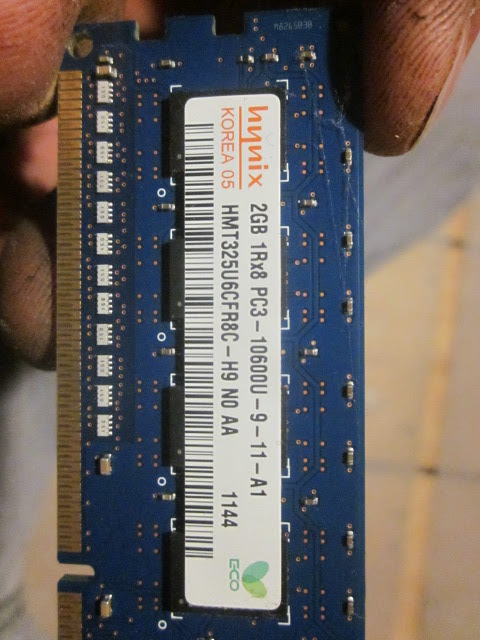 hynix
KOREA 05
2GB 1Rx8 PC3-10600U-9-11-A1
HMT325U6CFR8C-H9 N0 AA 1144
ECO